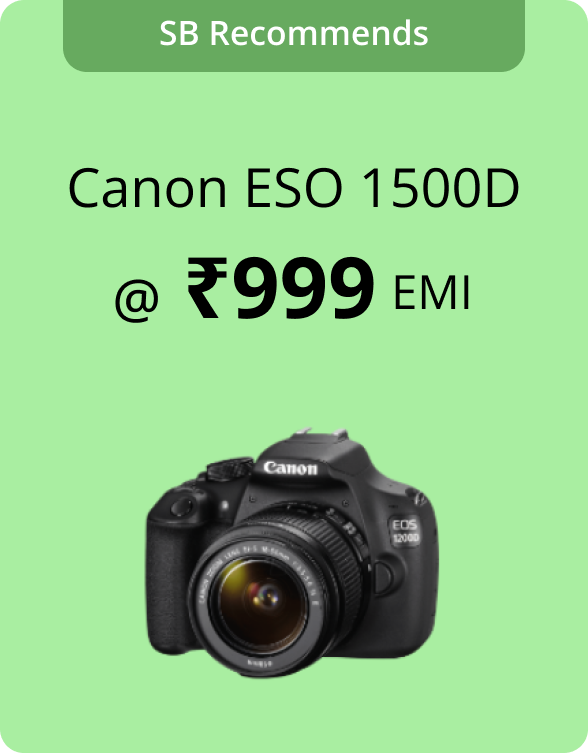 SB Recommends
Canon ESO 1500D
@ ₹999 EMI
Canon
EOS
1200D